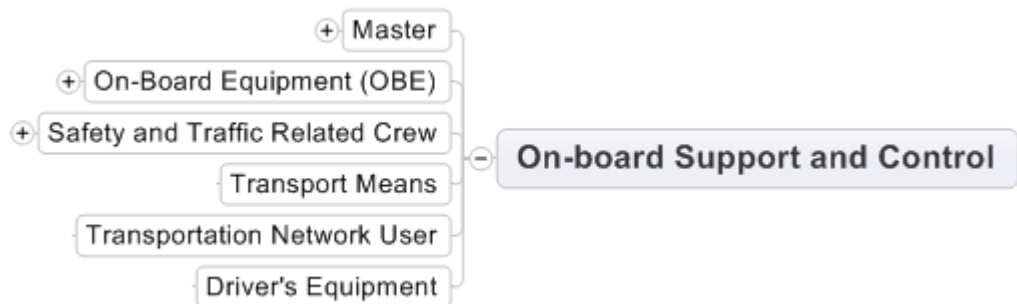 Master
On-Board Equipment (OBE)
Safety and Traffic Related Crew
On-board Support and Control
Transport Means
Transportation Network User
Driver's Equipment